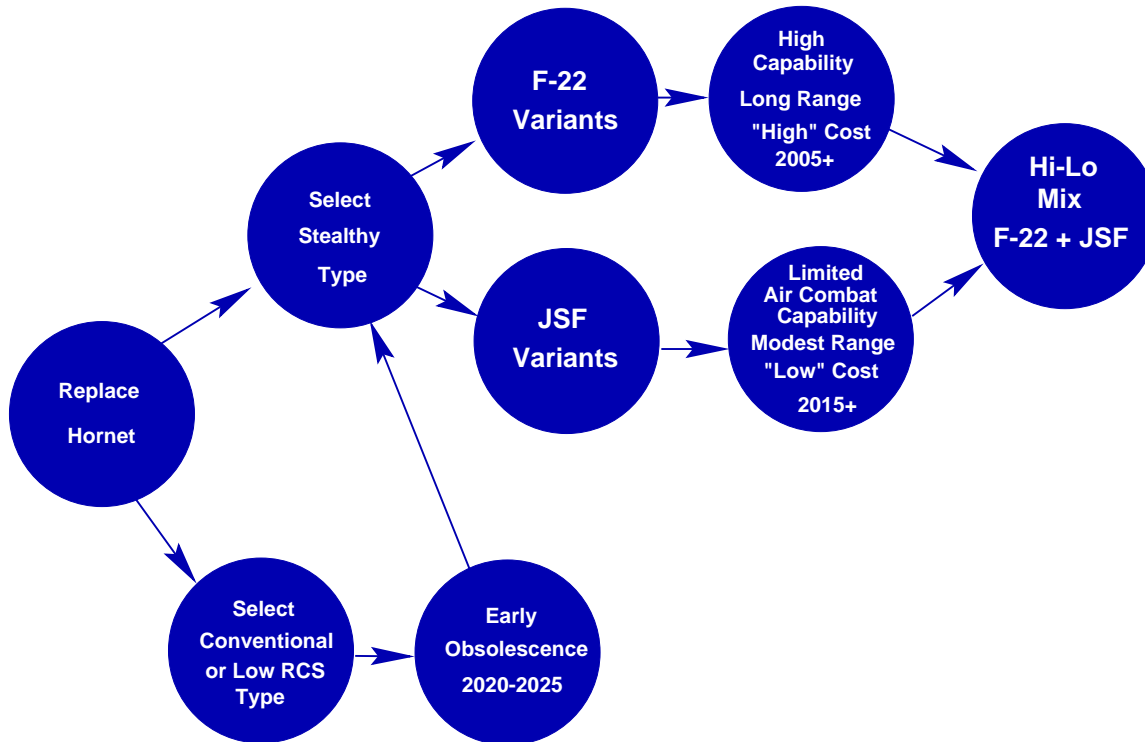 Replace
Hornet
Select
Stealthy
Type
Select
Conventional
or Low RCS
Type
Early
Obsolescence
2020-2025
F-22
Variants
JSF
Variants
High
Capability
Long Range
"High" Cost
2005+
Limited
Air Combat
Capability
Modest Range
"Low" Cost
2015+
Hi-Lo
Mix
F-22 + JSF